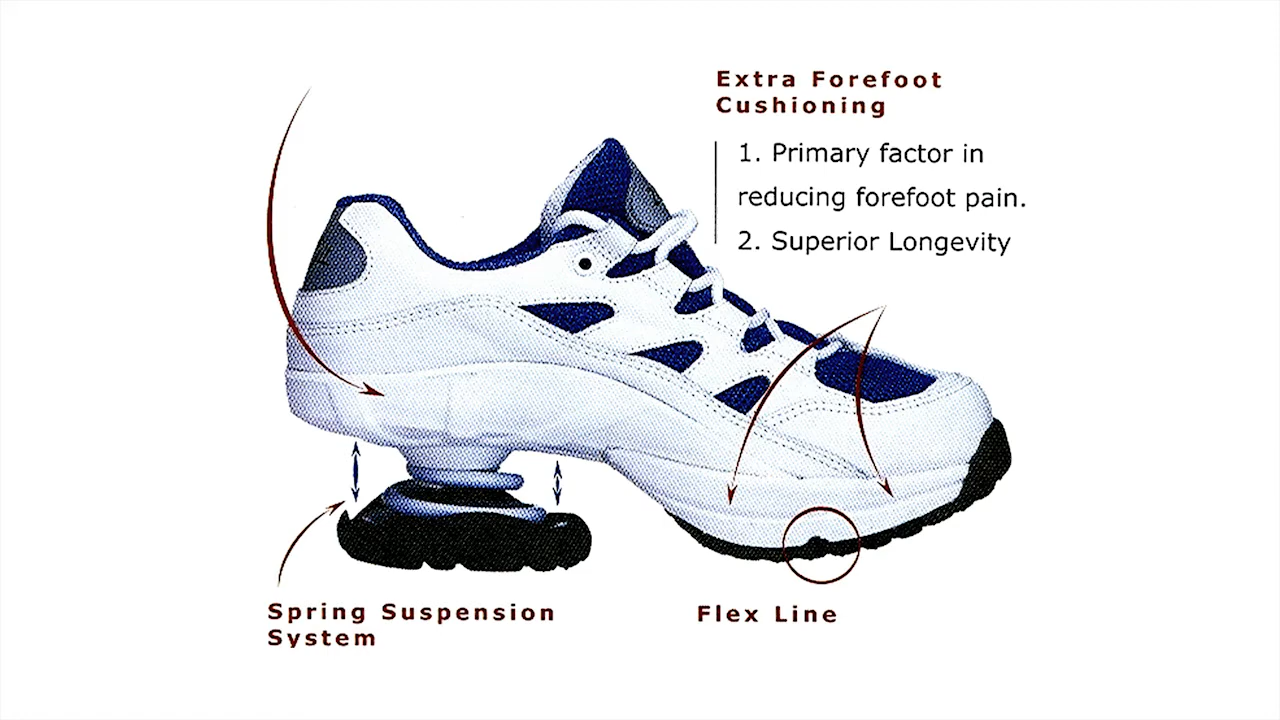 Extra Forefoot
Cushioning
1. Primary factor in
reducing forefoot pain.
2. Superior Longevity
Spring Suspension
System
Flex Line